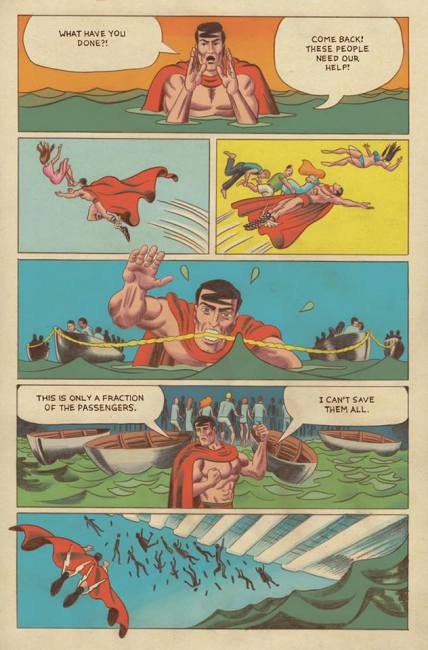 WHAT HAVE YOU
DONE?!
COME BACK!
THESE PEOPLE
NEED OUR
HELP!
THIS IS ONLY A FRACTION
OF THE PASSENGERS.
I CAN'T SAVE
THEM ALL.